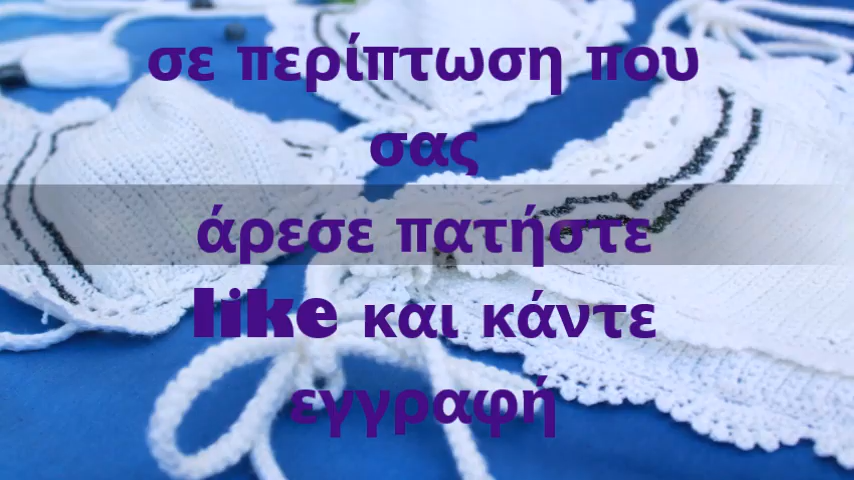 σε περίπτωση που
σας
άρεσε πατήστε
like και κάντε
εγγραφή